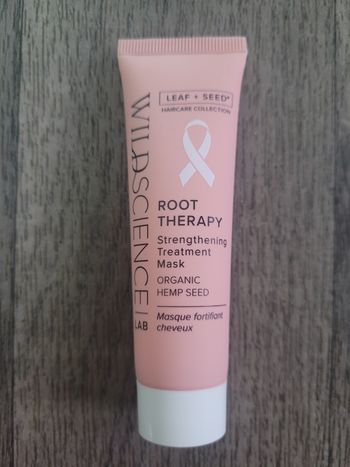 LEAF + SEED®
HAIRCARE COLLECTION
WILDSCIENCE | LAB
ROOT
THERAPY
Strengthening
Treatment
Mask
ORGANIC
HEMP SEED
Masque fortifiant
cheveux